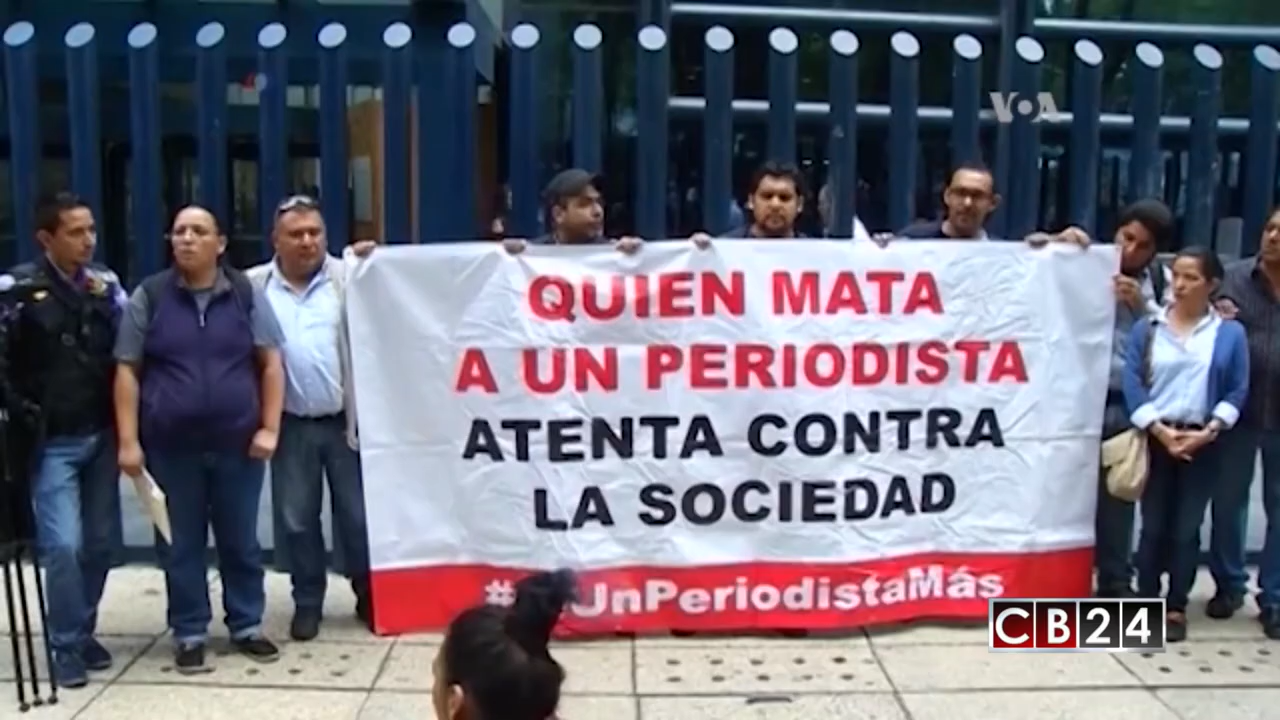 VOA
QUIEN MATA
A UN PERIODISTA
ATENTA CONTRA
LA SOCIEDAD
UnPeriodistaMás
CB24